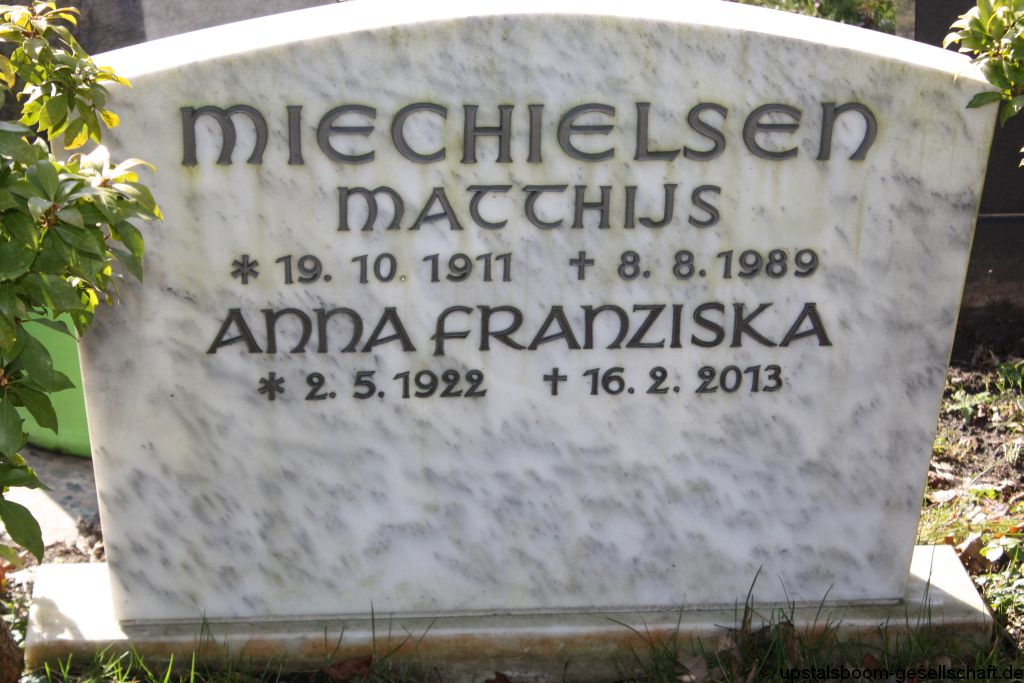 MIECHIELSEN
MATTHIJS
* 19. 10. 1911 † 8. 8. 1989
ANNA FRANZISKA
* 2. 5. 1922 † 16. 2. 2013
© upstalsboom-gesellschaft.de